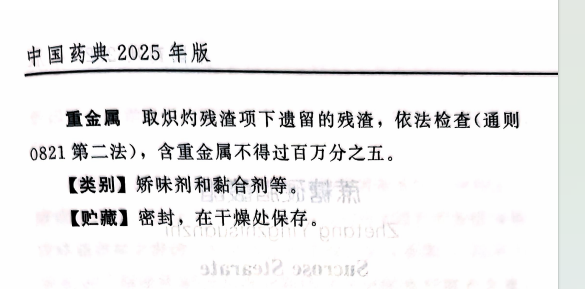 中国药典 2025 年版
重金属 取炽灼残渣项下遗留的残渣，依法检查(通则
0821 第二法)，含重金属不得过百万分之五。
【类别】矫味剂和黏合剂等。
【贮藏】密封，在干燥处保存。